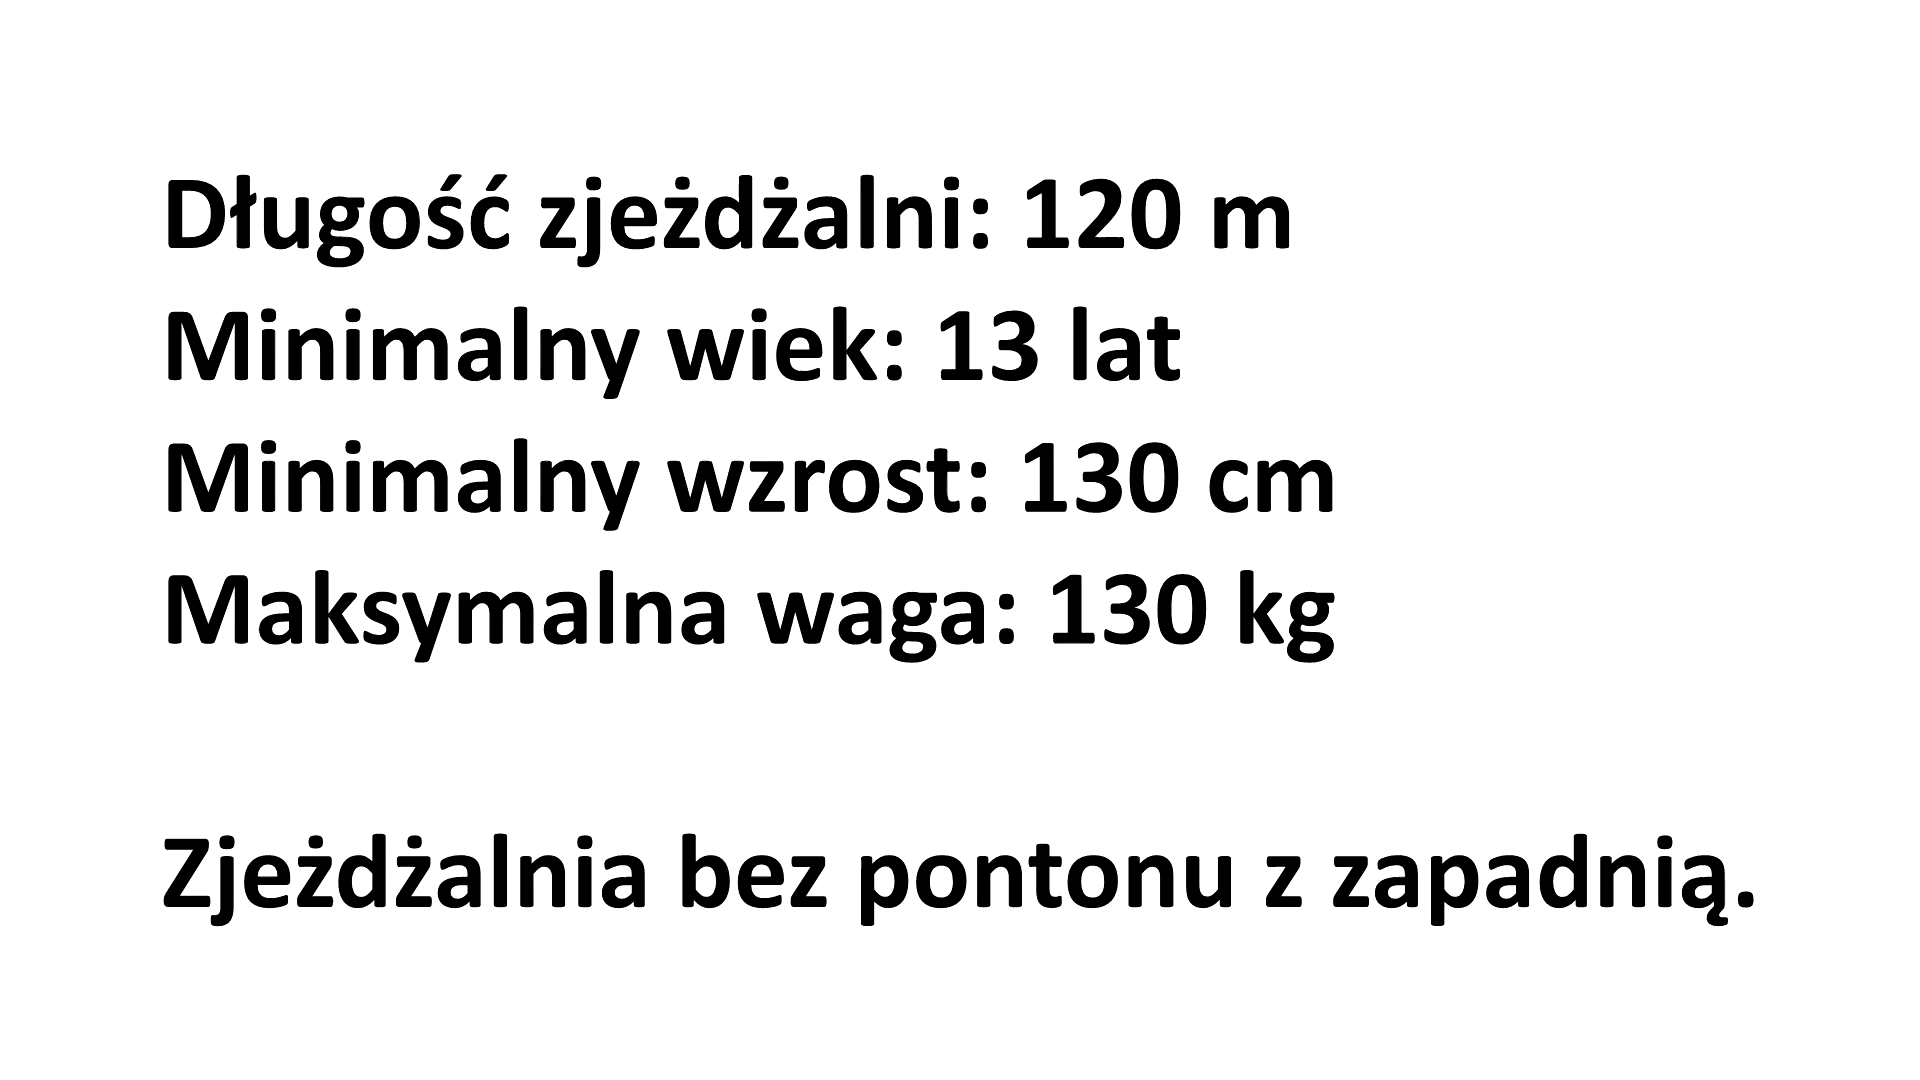 Długość zjeżdżalni: 120 m
Minimalny wiek: 13 lat
Minimalny wzrost: 130 cm
Maksymalna waga: 130 kg
Zjeżdżalnia bez pontonu z zapadnią.